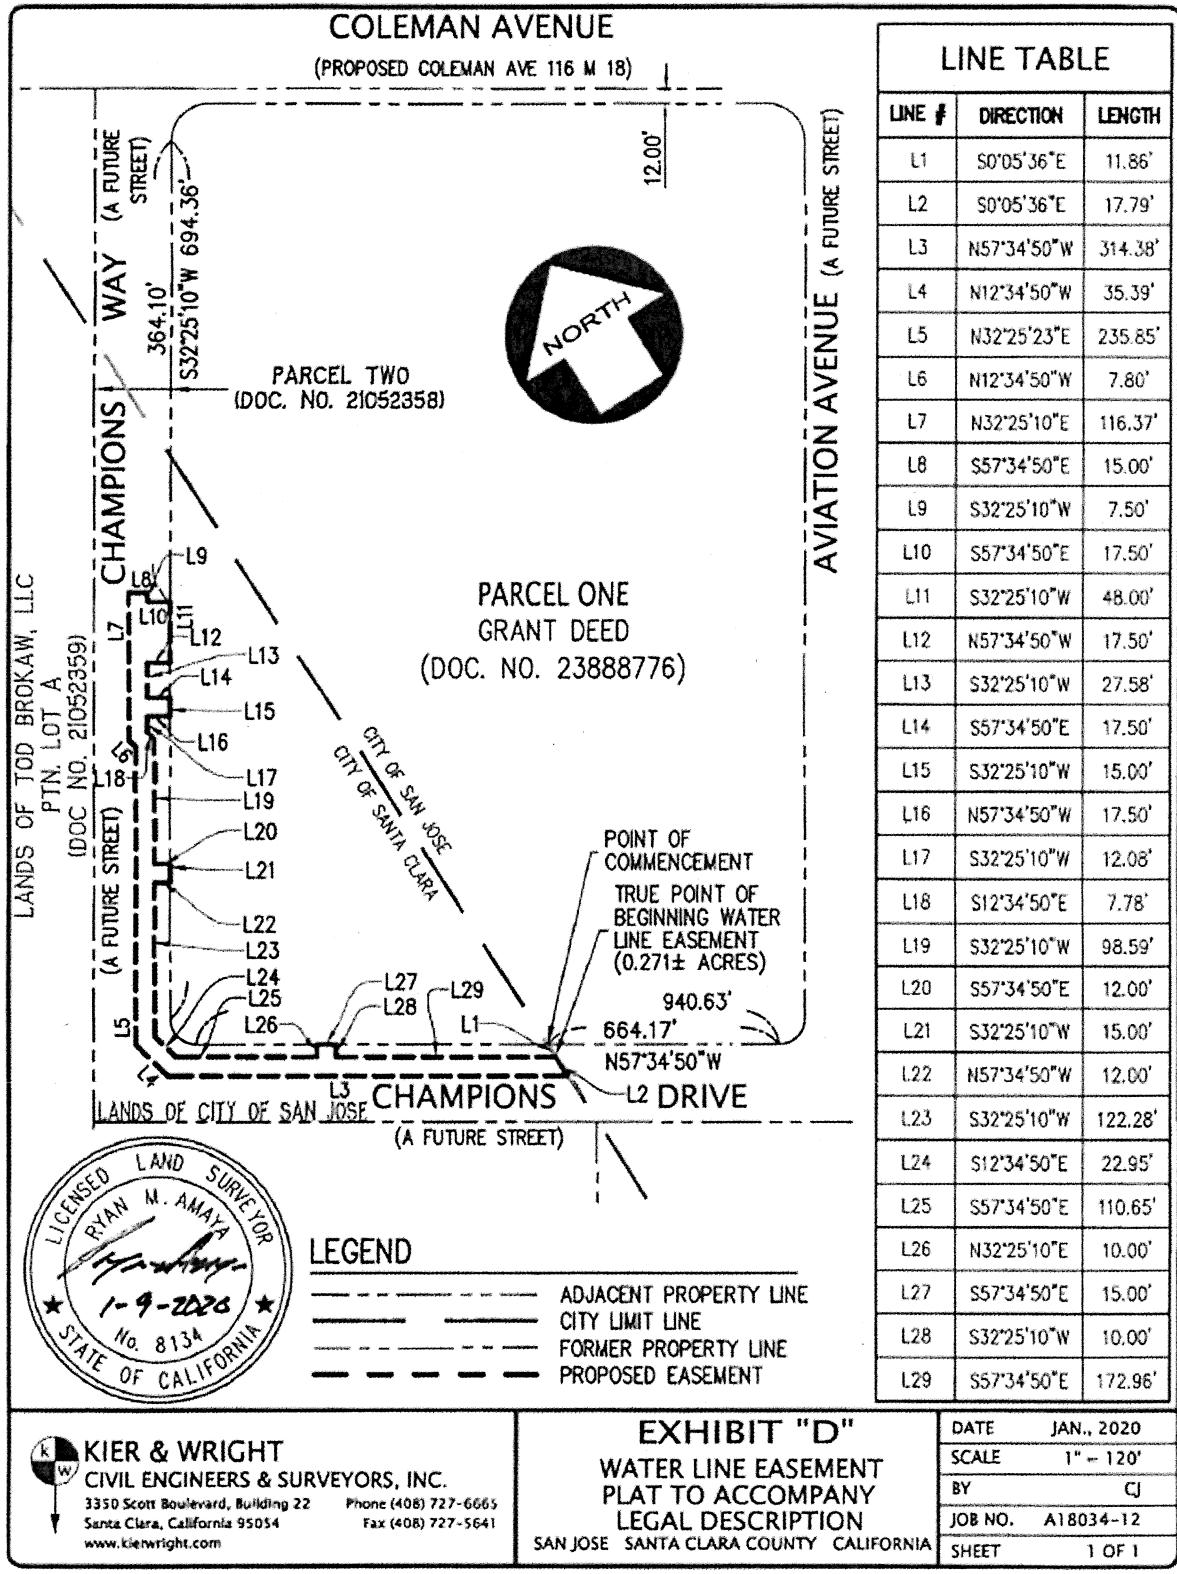 COLEMAN AVENUE
(PROPOSED COLEMAN AVE 116 M 18)
12.00'
WAY (A FUTURE STREET)
364.10'
S32°25'10"W 694.36'
PARCEL TWO
(DOC. NO. 21052358)
NORTH
AVIATION AVENUE (A FUTURE STREET)
CHAMPIONS
PARCEL ONE
GRANT DEED
(DOC. NO. 23888776)
LANDS OF TOD BROKAW, LLC
PTN. LOT A
(DOC NO. 21052359)
(A FUTURE STREET)
L9
L8
L10
L11
L7
L12
L13
L14
L15
L16
L6
L18
L17
L19
L20
L21
L22
L23
L24
L25
L26
L27
L28
L29
L1
L5
L4
L3
L2
CITY OF SAN JOSE
CITY OF SANTA CLARA
POINT OF
COMMENCEMENT
TRUE POINT OF
BEGINNING WATER
LINE EASEMENT
(0.271± ACRES)
940.63'
664.17'
N57°34'50"W
CHAMPIONS DRIVE
(A FUTURE STREET)
LANDS OF CITY OF SAN JOSE
LICENSED LAND SURVEYOR
RYAN M. AMAYA
1-9-2020
No. 8134
STATE OF CALIFORNIA
LEGEND
ADJACENT PROPERTY LINE
CITY LIMIT LINE
FORMER PROPERTY LINE
PROPOSED EASEMENT
LINE TABLE
LINE # DIRECTION LENGTH
L1 S0°05'36"E 11.86'
L2 S0°05'36"E 17.79'
L3 N57°34'50"W 314.38'
L4 N12°34'50"W 35.39'
L5 N32°25'23"E 235.85'
L6 N12°34'50"W 7.80'
L7 N32°25'10"E 116.37'
L8 S57°34'50"E 15.00'
L9 S32°25'10"W 7.50'
L10 S57°34'50"E 17.50'
L11 S32°25'10"W 48.00'
L12 N57°34'50"W 17.50'
L13 S32°25'10"W 27.58'
L14 S57°34'50"E 17.50'
L15 S32°25'10"W 15.00'
L16 N57°34'50"W 17.50'
L17 S32°25'10"W 12.08'
L18 S12°34'50"E 7.78'
L19 S32°25'10"W 98.59'
L20 S57°34'50"E 12.00'
L21 S32°25'10"W 15.00'
L22 N57°34'50"W 12.00'
L23 S32°25'10"W 122.28'
L24 S12°34'50"E 22.95'
L25 S57°34'50"E 110.65'
L26 N32°25'10"E 10.00'
L27 S57°34'50"E 15.00'
L28 S32°25'10"W 10.00'
L29 S57°34'50"E 172.96'
K W
KIER & WRIGHT
CIVIL ENGINEERS & SURVEYORS, INC.
3350 Scott Boulevard, Building 22 Phone (408) 727-6665
Santa Clara, California 95054 Fax (408) 727-5641
www.kierwright.com
EXHIBIT "D"
WATER LINE EASEMENT
PLAT TO ACCOMPANY
LEGAL DESCRIPTION
SAN JOSE SANTA CLARA COUNTY CALIFORNIA
DATE JAN., 2020
SCALE 1" = 120'
BY CJ
JOB NO. A18034-12
SHEET 1 OF 1